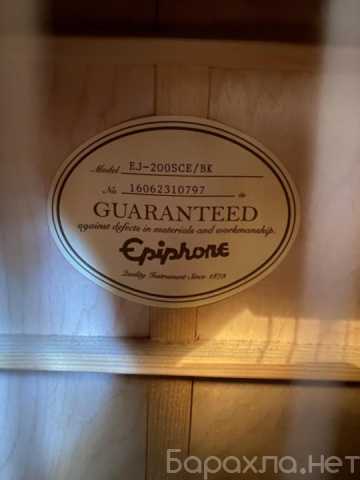 Model EJ-200SCE/BK
No 16062310797
GUARANTEED
against defects in materials and workmanship.
Epiphone
Quality Instrument Since 1873
Барахла.нет